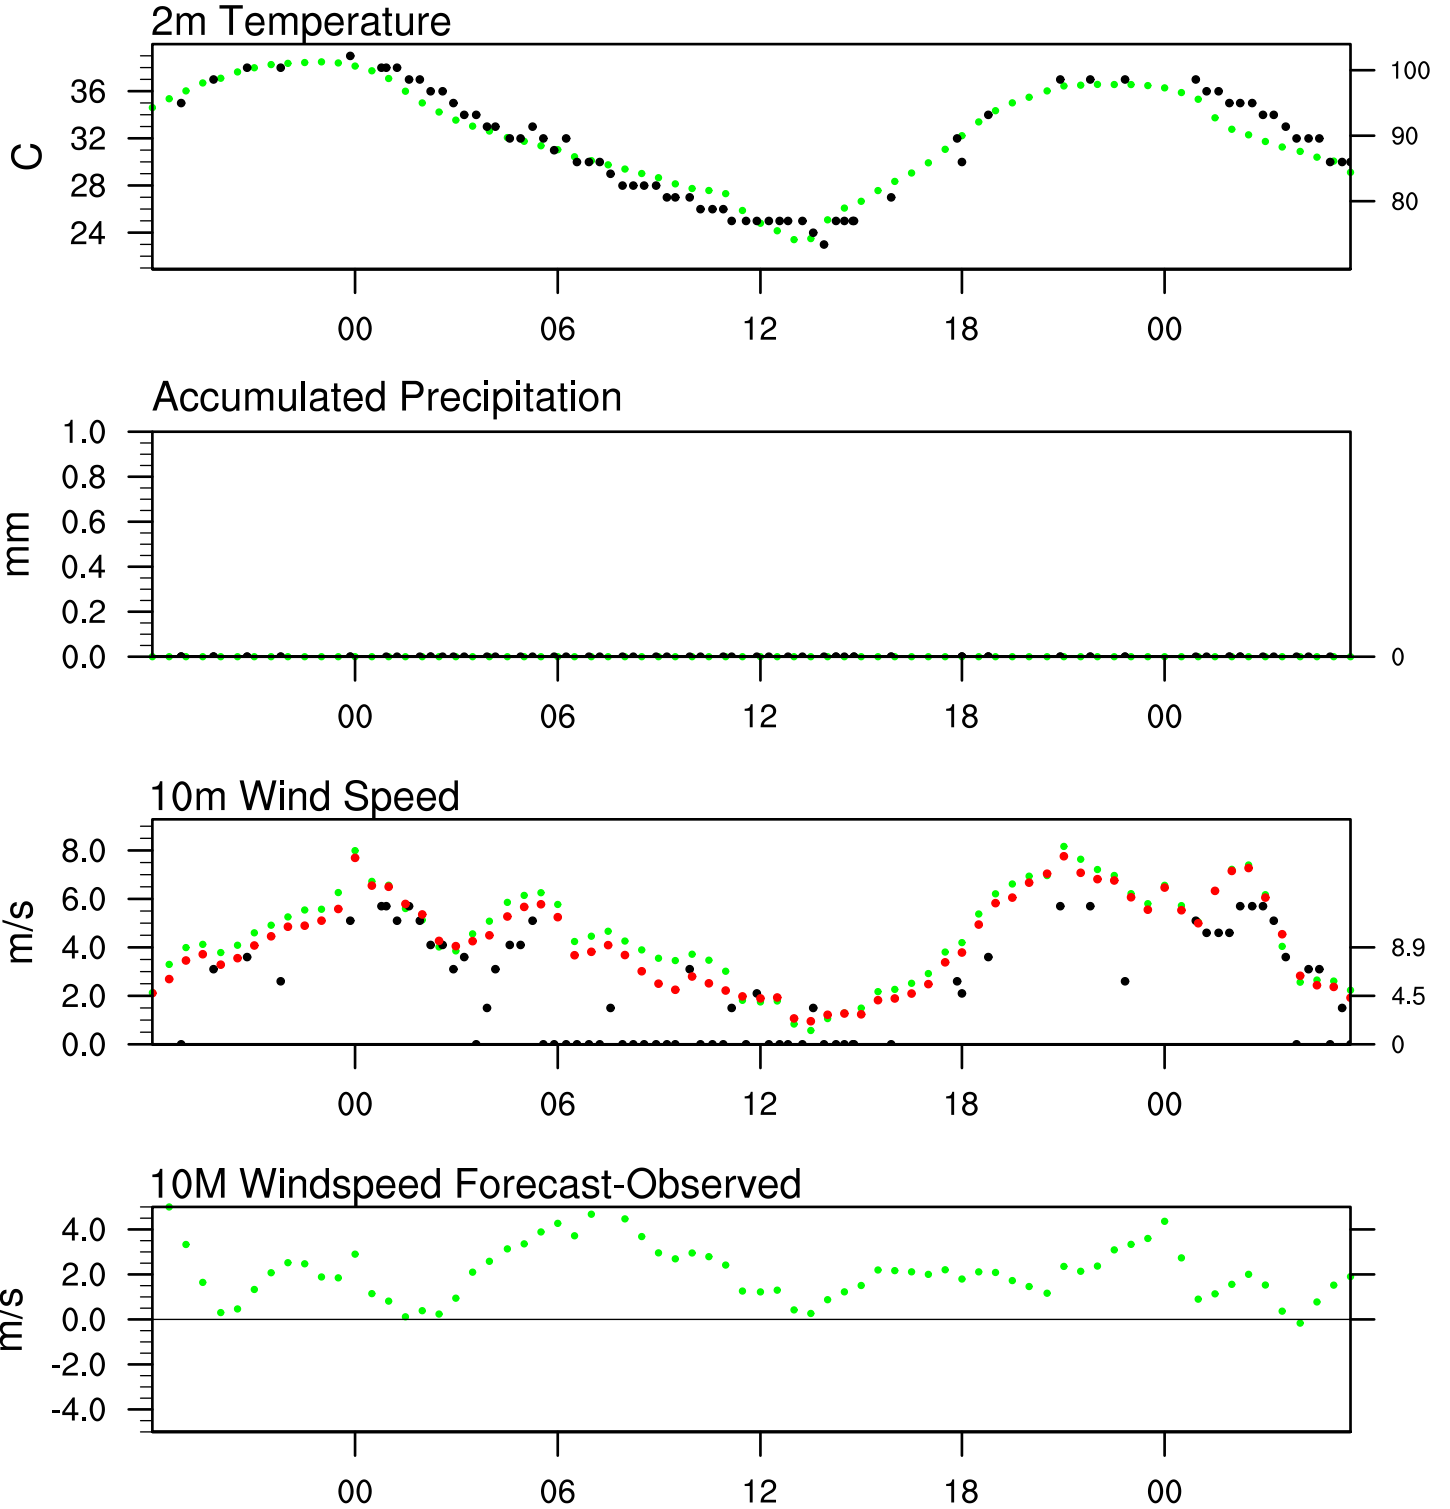 2m Temperature
36
32
28
24
C
100
90
80
00 06 12 18 00
Accumulated Precipitation
1.0
0.8
0.6
0.4
0.2
0.0
mm
0
00 06 12 18 00
10m Wind Speed
8.0
6.0
4.0
2.0
0.0
m/s
8.9
4.5
0
00 06 12 18 00
10M Windspeed Forecast-Observed
4.0
2.0
0.0
-2.0
-4.0
m/s
00 06 12 18 00